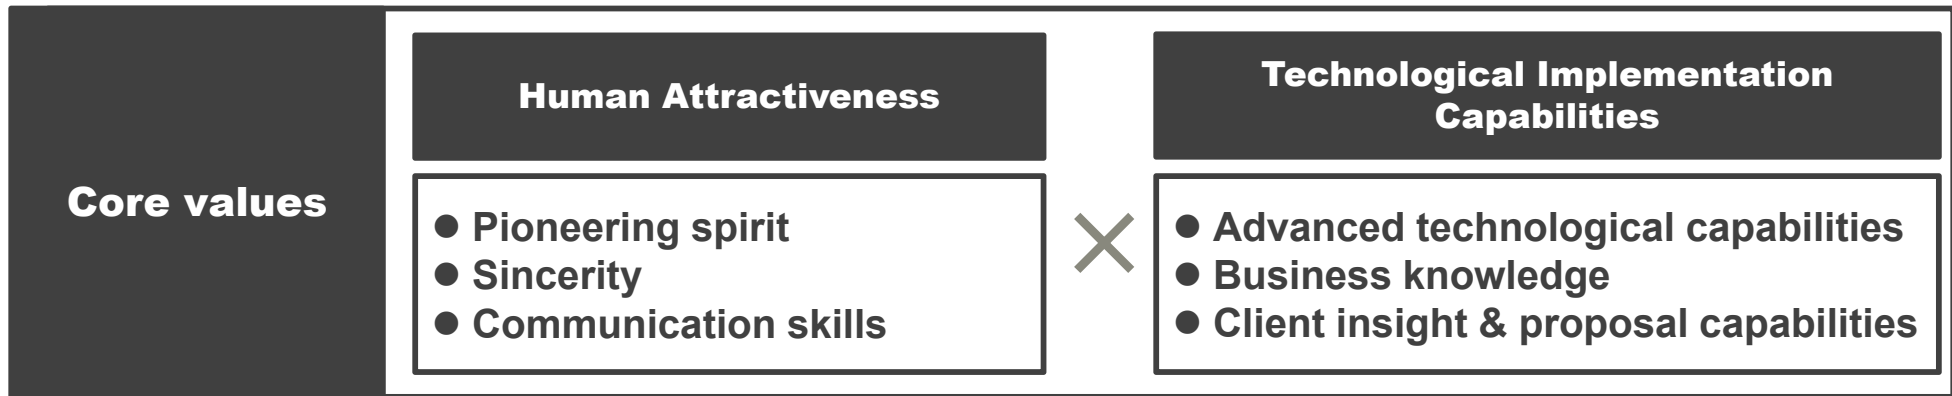 Core values
Human Attractiveness
● Pioneering spirit
● Sincerity
● Communication skills
×
Technological Implementation
Capabilities
● Advanced technological capabilities
● Business knowledge
● Client insight & proposal capabilities